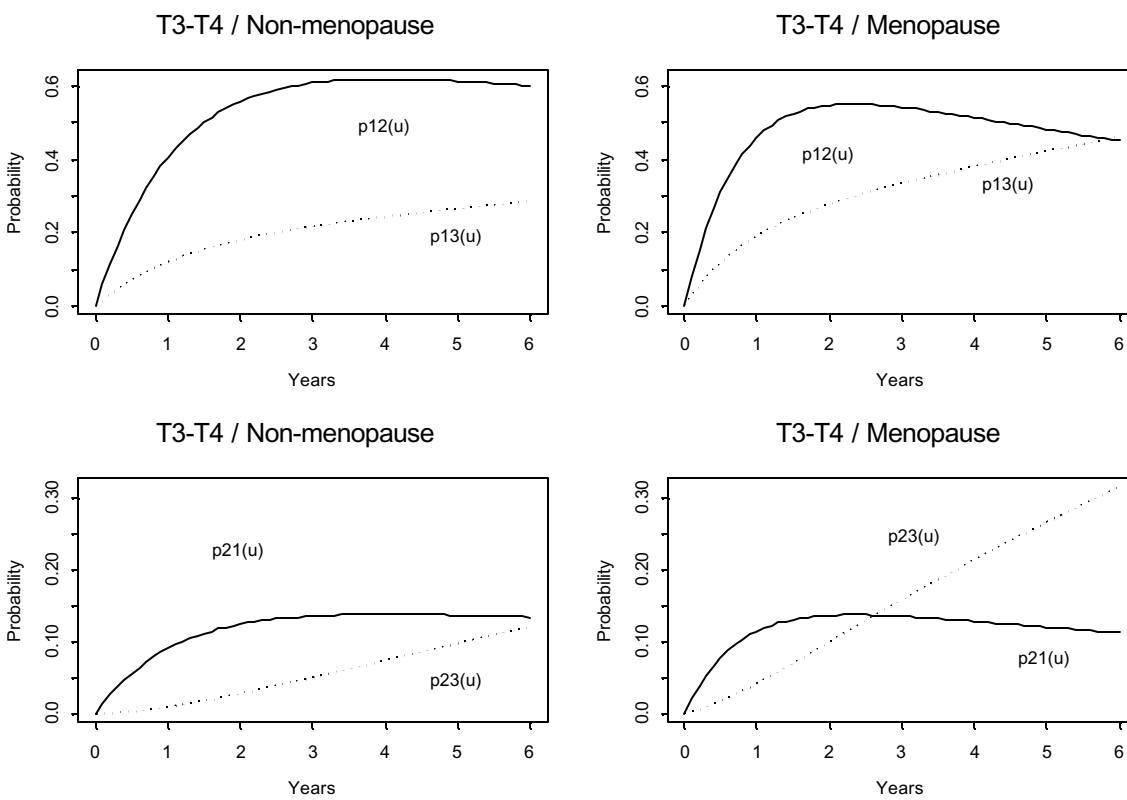 T3-T4 / Non-menopause
Probability
0.6
0.4
0.2
0.0
p12(u)
p13(u)
0 1 2 3 4 5 6
Years
T3-T4 / Menopause
Probability
0.6
0.4
0.2
0.0
p12(u)
p13(u)
0 1 2 3 4 5 6
Years
T3-T4 / Non-menopause
Probability
0.30
0.20
0.10
0.0
p21(u)
p23(u)
0 1 2 3 4 5 6
Years
T3-T4 / Menopause
Probability
0.30
0.20
0.10
0.0
p23(u)
p21(u)
0 1 2 3 4 5 6
Years